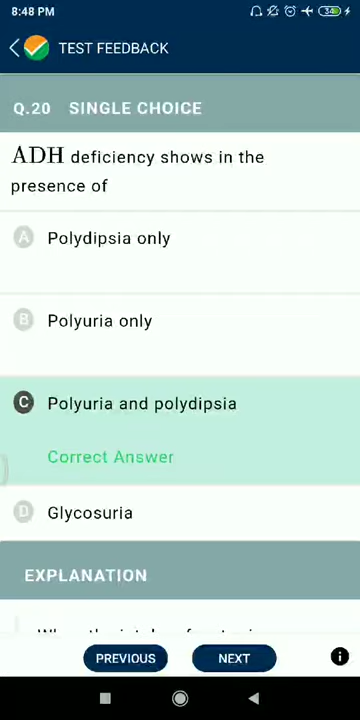 8:48 PM
34
TEST FEEDBACK
Q.20 SINGLE CHOICE
ADH deficiency shows in the
presence of
A Polydipsia only
B Polyuria only
C Polyuria and polydipsia
Correct Answer
D Glycosuria
EXPLANATION
PREVIOUS
NEXT